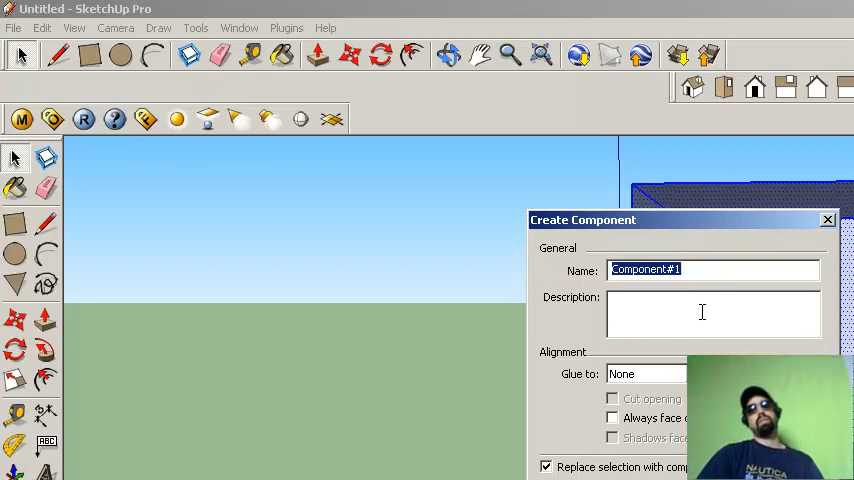 Untitled - SketchUp Pro
File Edit View Camera Draw Tools Window Plugins Help
M O R ? F
Create Component
General
Name: Component#1
Description:
Alignment
Glue to: None
Cut opening
Always face c
Shadows face
Replace selection with comp
ABC
A
NAUTICA